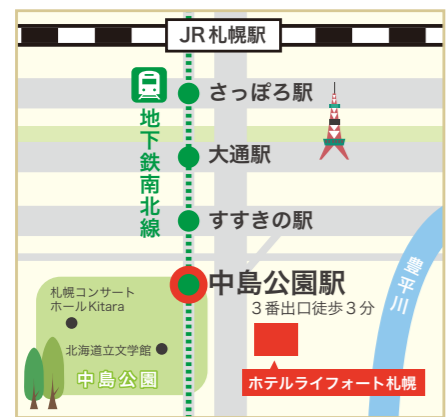 JR札幌駅
さっぽろ駅
地下鉄南北線
大通駅
すすきの駅
中島公園駅
3番出口徒歩3分
豊平川
札幌コンサート
ホールKitara
北海道立文学館
中島公園
ホテルライフォート札幌